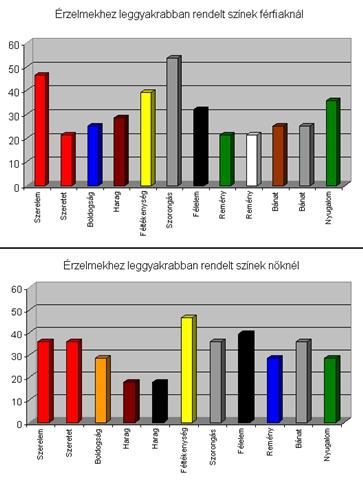 Érzelmekhez leggyakrabban rendelt színek férfiaknál
60
50
40
30
20
10
0
Szerelem
Szeretet
Boldogság
Harag
Féltékenység
Szorongás
Félelem
Remény
Remény
Bánat
Bánat
Nyugalom
Érzelmekhez leggyakrabban rendelt színek nőknél
60
50
40
30
20
10
0
Szerelem
Szeretet
Boldogság
Harag
Harag
Féltékenység
Szorongás
Félelem
Remény
Bánat
Nyugalom